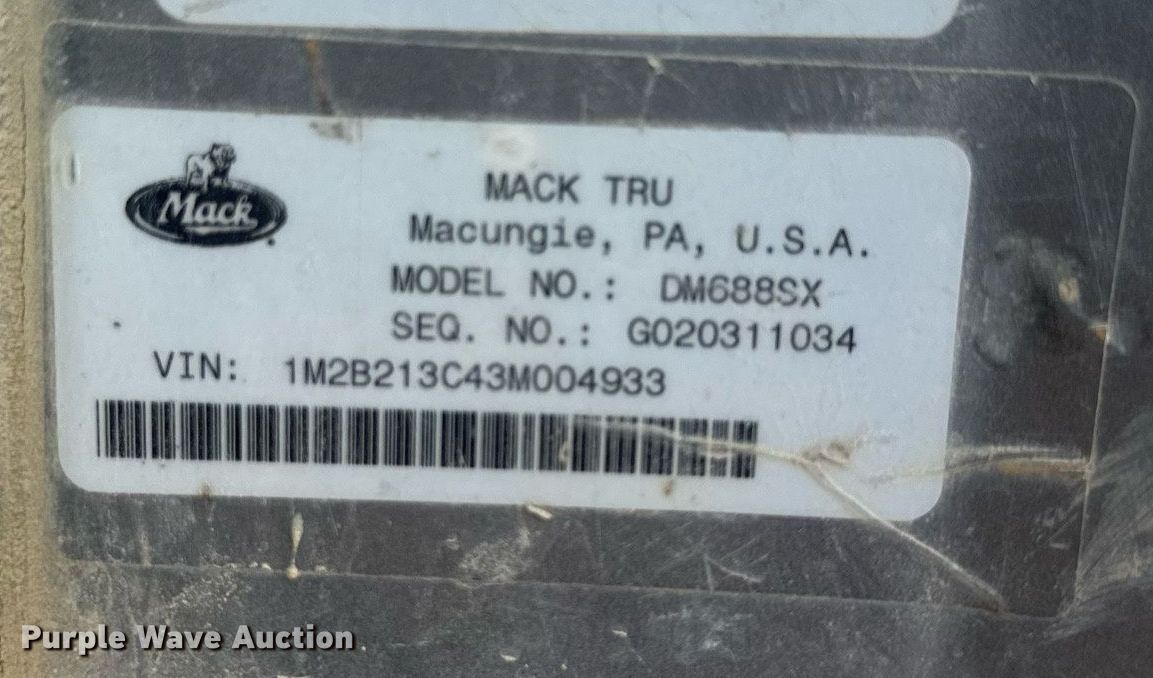 Mack
MACK TRU
Macungie, PA, U.S.A.
MODEL NO.: DM688SX
SEQ. NO.: G020311034
VIN: 1M2B213C43M004933
Purple Wave Auction